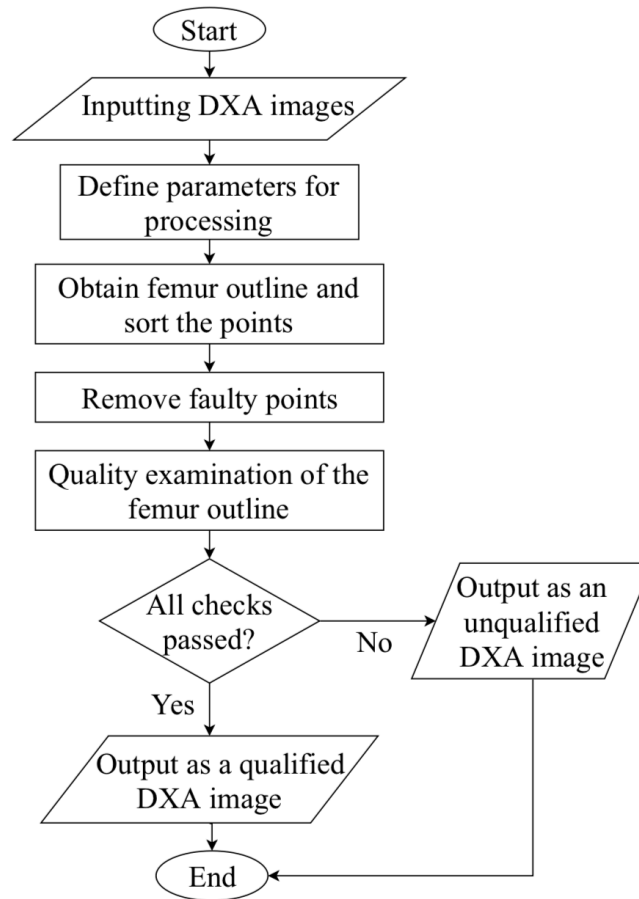 Start
Inputting DXA images
Define parameters for
processing
Obtain femur outline and
sort the points
Remove faulty points
Quality examination of the
femur outline
All checks
passed?
No
Output as an
unqualified
DXA image
Yes
Output as a qualified
DXA image
End